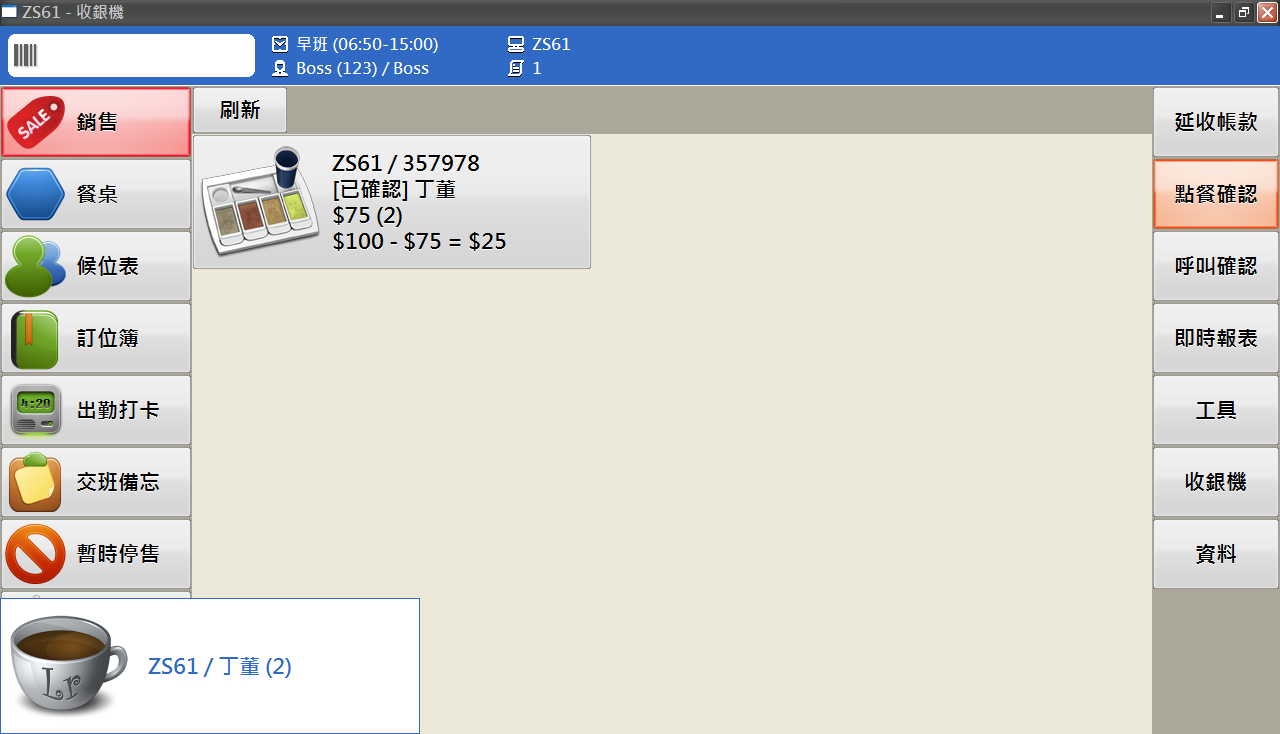 ZS61 - 收銀機
早班 (06:50-15:00)
ZS61
Boss (123) / Boss
1
銷售
SALE
餐桌
候位表
訂位簿
出勤打卡
4:20
交班備忘
暫時停售
刷新
ZS61 / 357978
[已確認] 丁董
$75 (2)
$100 - $75 = $25
延收帳款
點餐確認
呼叫確認
即時報表
工具
收銀機
資料
Lr
ZS61 / 丁董 (2)